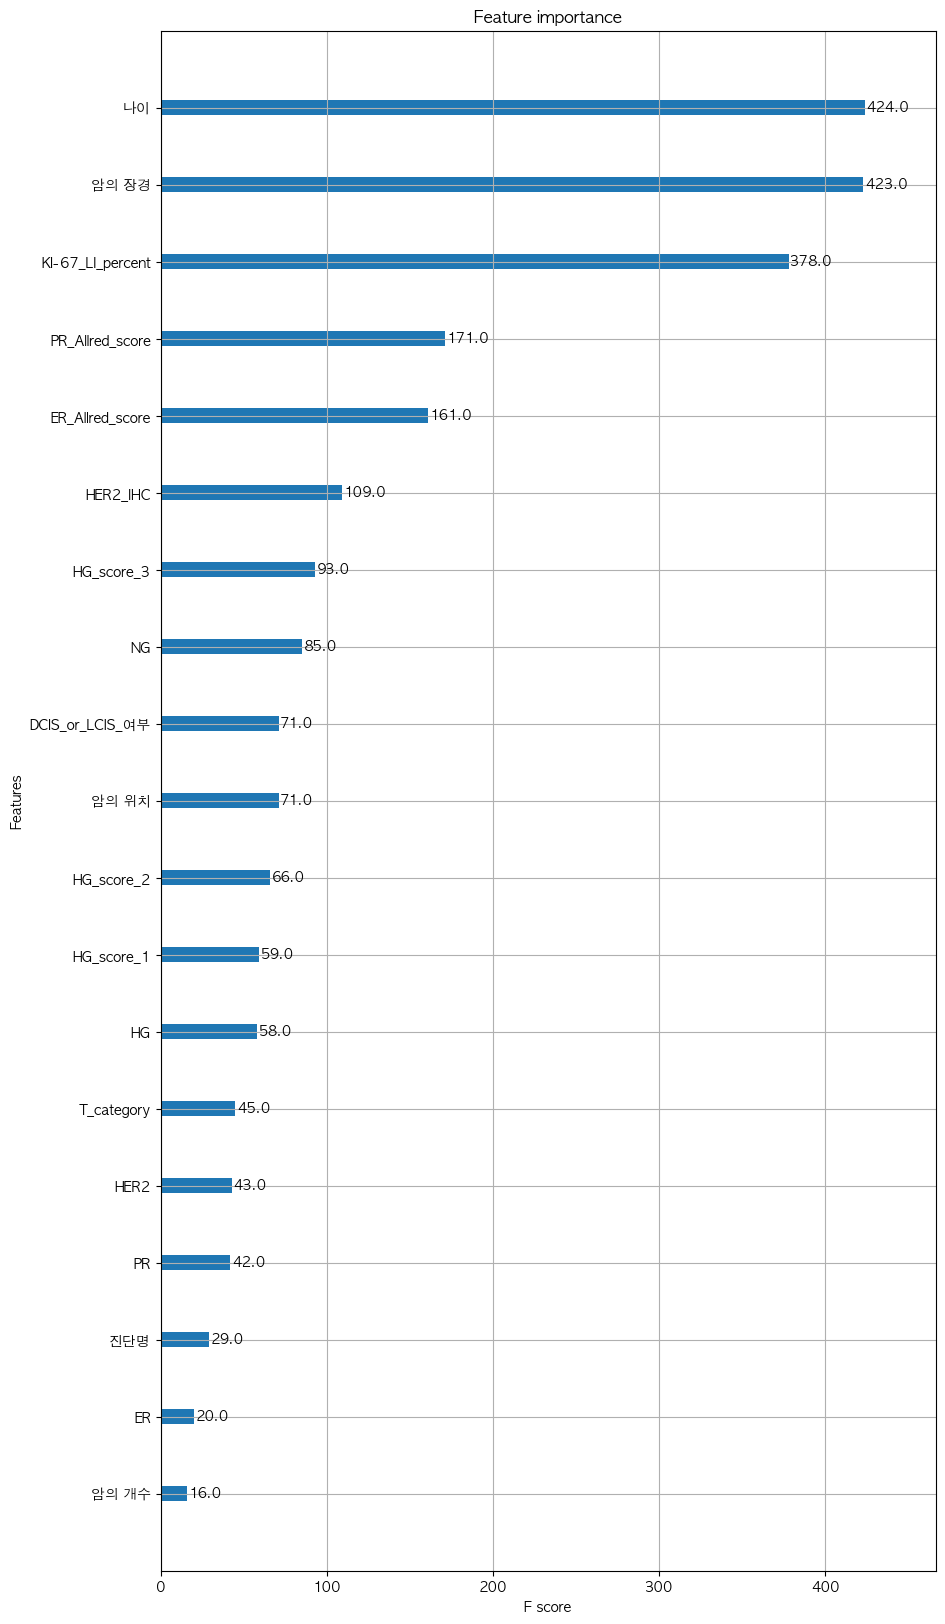 Feature importance
나이
424.0
암의 장경
423.0
KI-67_LI_percent
378.0
PR_Allred_score
171.0
ER_Allred_score
161.0
HER2_IHC
109.0
HG_score_3
93.0
NG
85.0
DCIS_or_LCIS_여부
71.0
암의 위치
71.0
HG_score_2
66.0
HG_score_1
59.0
HG
58.0
T_category
45.0
HER2
43.0
PR
42.0
진단명
29.0
ER
20.0
암의 개수
16.0
Features
0 100 200 300 400
F score